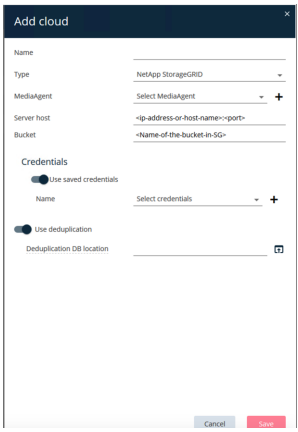 Add cloud
×
Name
Type NetApp StorageGRID
MediaAgent Select MediaAgent +
Server host <ip-address-or-host-name>:<port>
Bucket <Name-of-the-bucket-in-SG>
Credentials
Use saved credentials
Name Select credentials +
Use deduplication
Deduplication DB location
Cancel Save